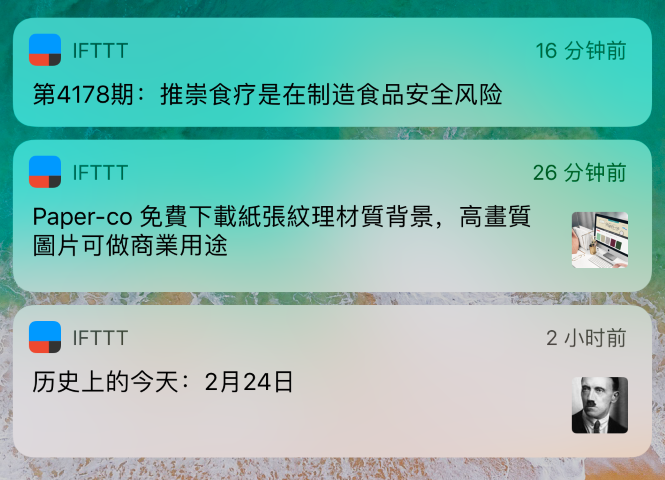 IFTTT
16 分钟前
第4178期：推崇食疗是在制造食品安全风险
IFTTT
26 分钟前
Paper-co 免費下載紙張紋理材質背景，高畫質
圖片可做商業用途
IFTTT
2 小时前
历史上的今天：2月24日